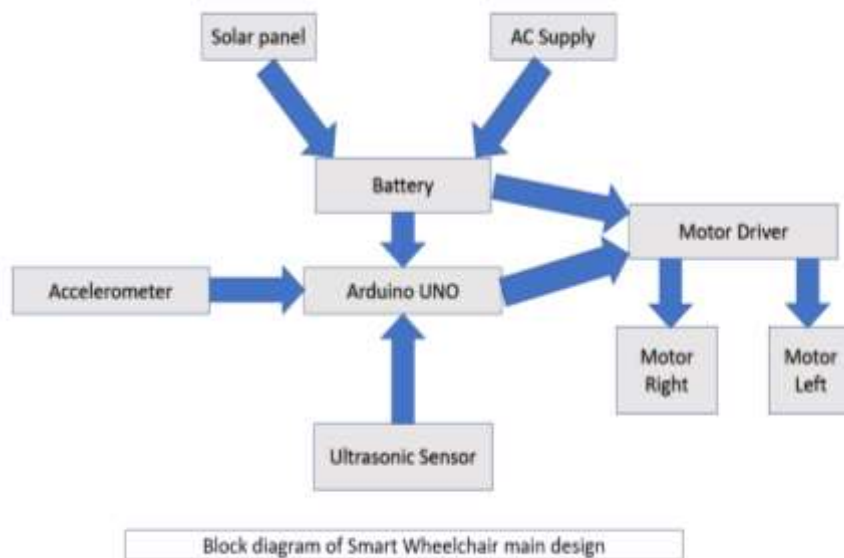 Solar panel
AC Supply
Battery
Motor Driver
Accelerometer
Arduino UNO
Motor
Right
Motor
Left
Ultrasonic Sensor
Block diagram of Smart Wheelchair main design